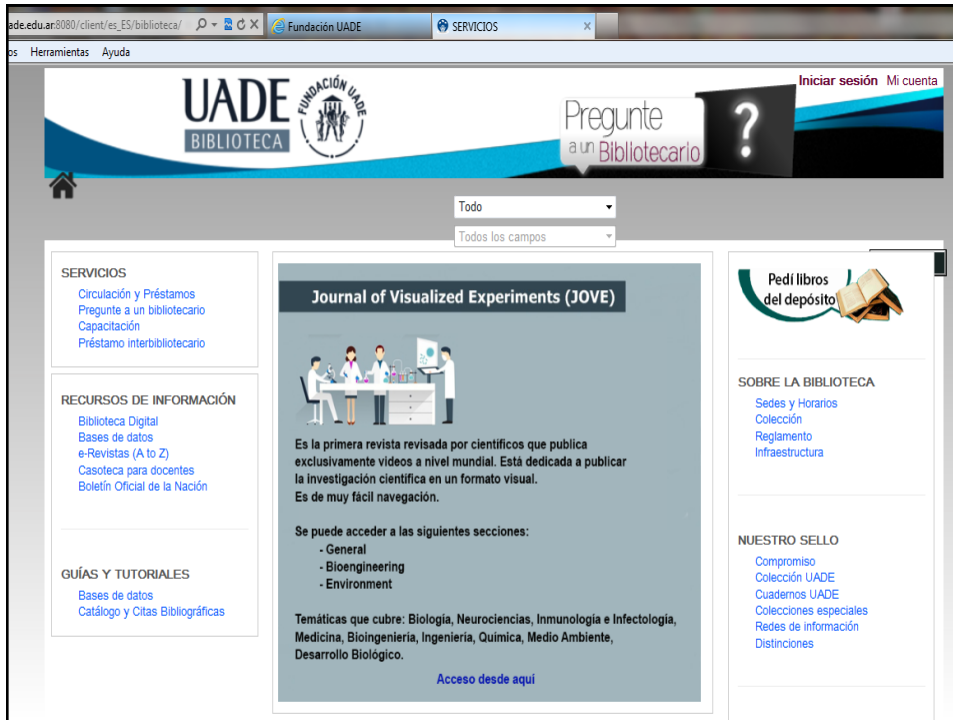 ade.edu.ar:8080/client/es_ES/biblioteca/
Fundación UADE
SERVICIOS
os Herramientas Ayuda
UADE
BIBLIOTECA
FUNDACIÓN UADE
Pregunte
a un Bibliotecario
?
Iniciar sesión Mi cuenta
Todo
Todos los campos
SERVICIOS
Circulación y Préstamos
Pregunte a un bibliotecario
Capacitación
Préstamo interbibliotecario
RECURSOS DE INFORMACIÓN
Biblioteca Digital
Bases de datos
e-Revistas (A to Z)
Casoteca para docentes
Boletín Oficial de la Nación
GUÍAS Y TUTORIALES
Bases de datos
Catálogo y Citas Bibliográficas
Journal of Visualized Experiments (JOVE)
Es la primera revista revisada por científicos que publica
exclusivamente videos a nivel mundial. Está dedicada a publicar
la investigación científica en un formato visual.
Es de muy fácil navegación.
Se puede acceder a las siguientes secciones:
- General
- Bioengineering
- Environment
Temáticas que cubre: Biología, Neurociencias, Inmunología e Infectología,
Medicina, Bioingeniería, Ingeniería, Química, Medio Ambiente,
Desarrollo Biológico.
Acceso desde aquí
Pedí libros
del depósito
SOBRE LA BIBLIOTECA
Sedes y Horarios
Colección
Reglamento
Infraestructura
NUESTRO SELLO
Compromiso
Colección UADE
Cuadernos UADE
Colecciones especiales
Redes de información
Distinciones